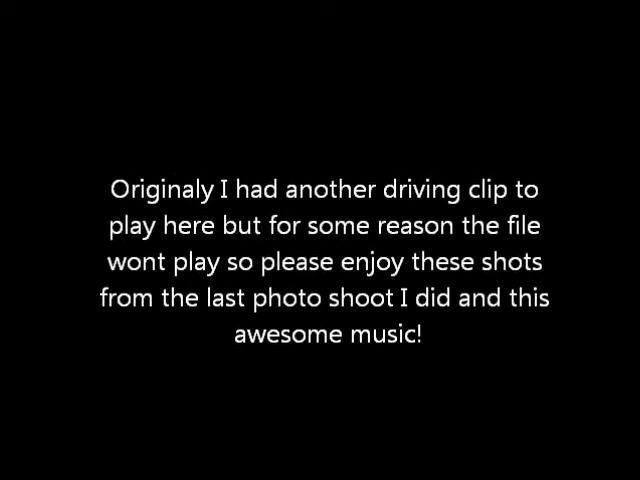 Originaly I had another driving clip to
play here but for some reason the file
wont play so please enjoy these shots
from the last photo shoot I did and this
awesome music!